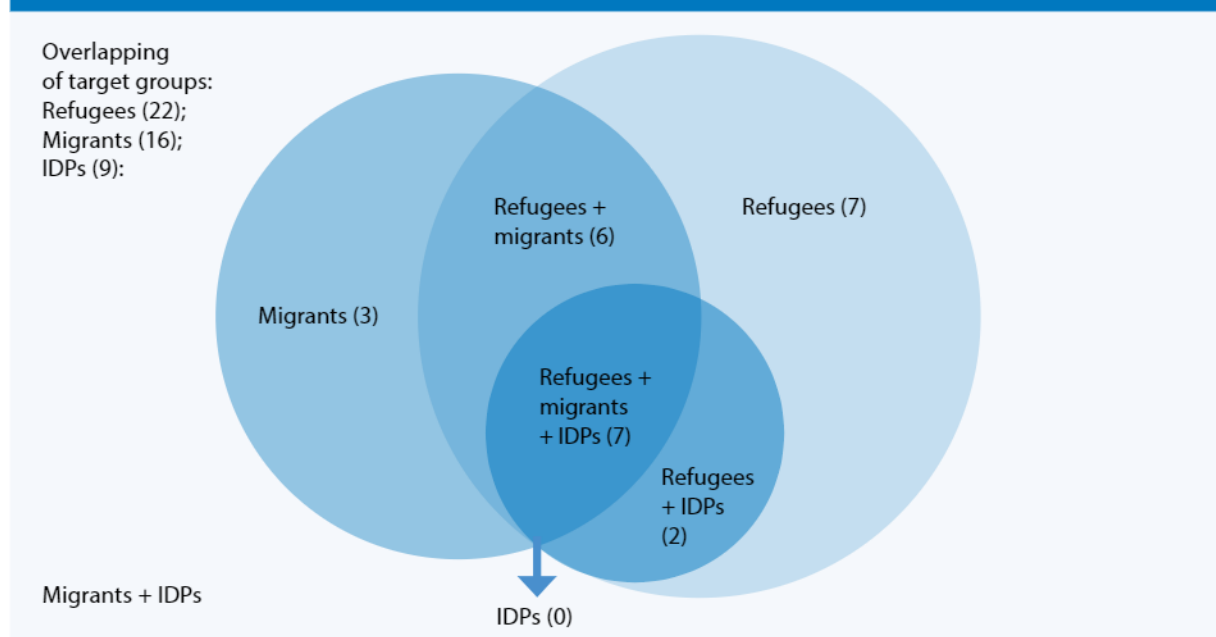 Overlapping
of target groups:
Refugees (22);
Migrants (16);
IDPs (9):
Refugees +
migrants (6)
Refugees (7)
Migrants (3)
Refugees +
migrants
+ IDPs (7)
Refugees
+ IDPs
(2)
Migrants + IDPs
IDPs (0)